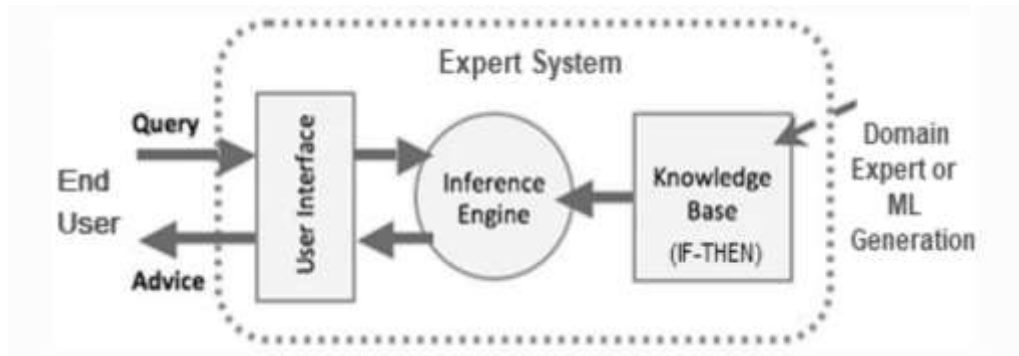 Expert System
Query
End
User
Advice
User Interface
Inference
Engine
Knowledge
Base
(IF-THEN)
Domain
Expert or
ML
Generation